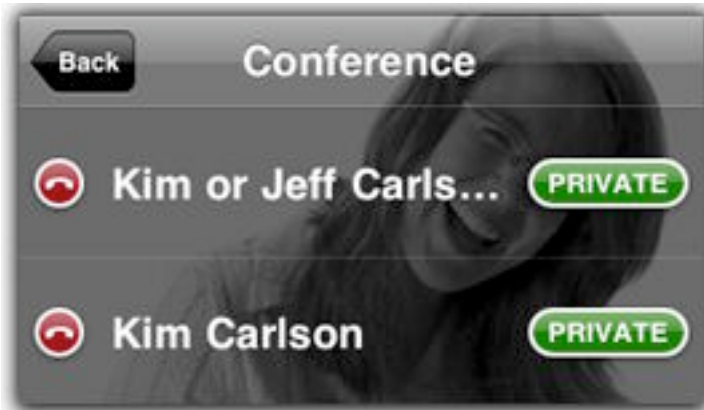 Back
Conference
Kim or Jeff Carls...
PRIVATE
Kim Carlson
PRIVATE